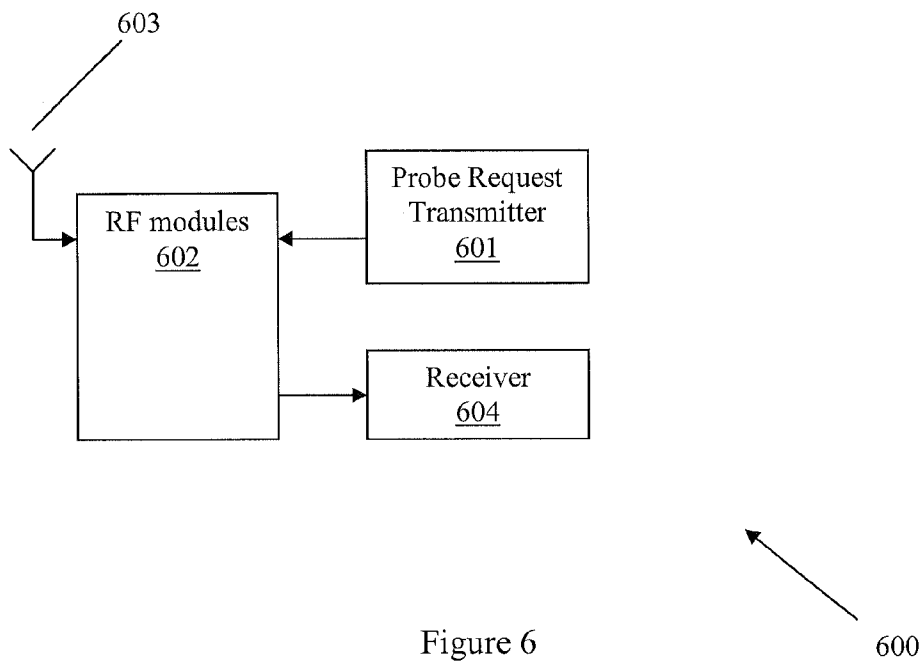 603
Probe Request
Transmitter
601
RF modules
602
Receiver
604
Figure 6
600